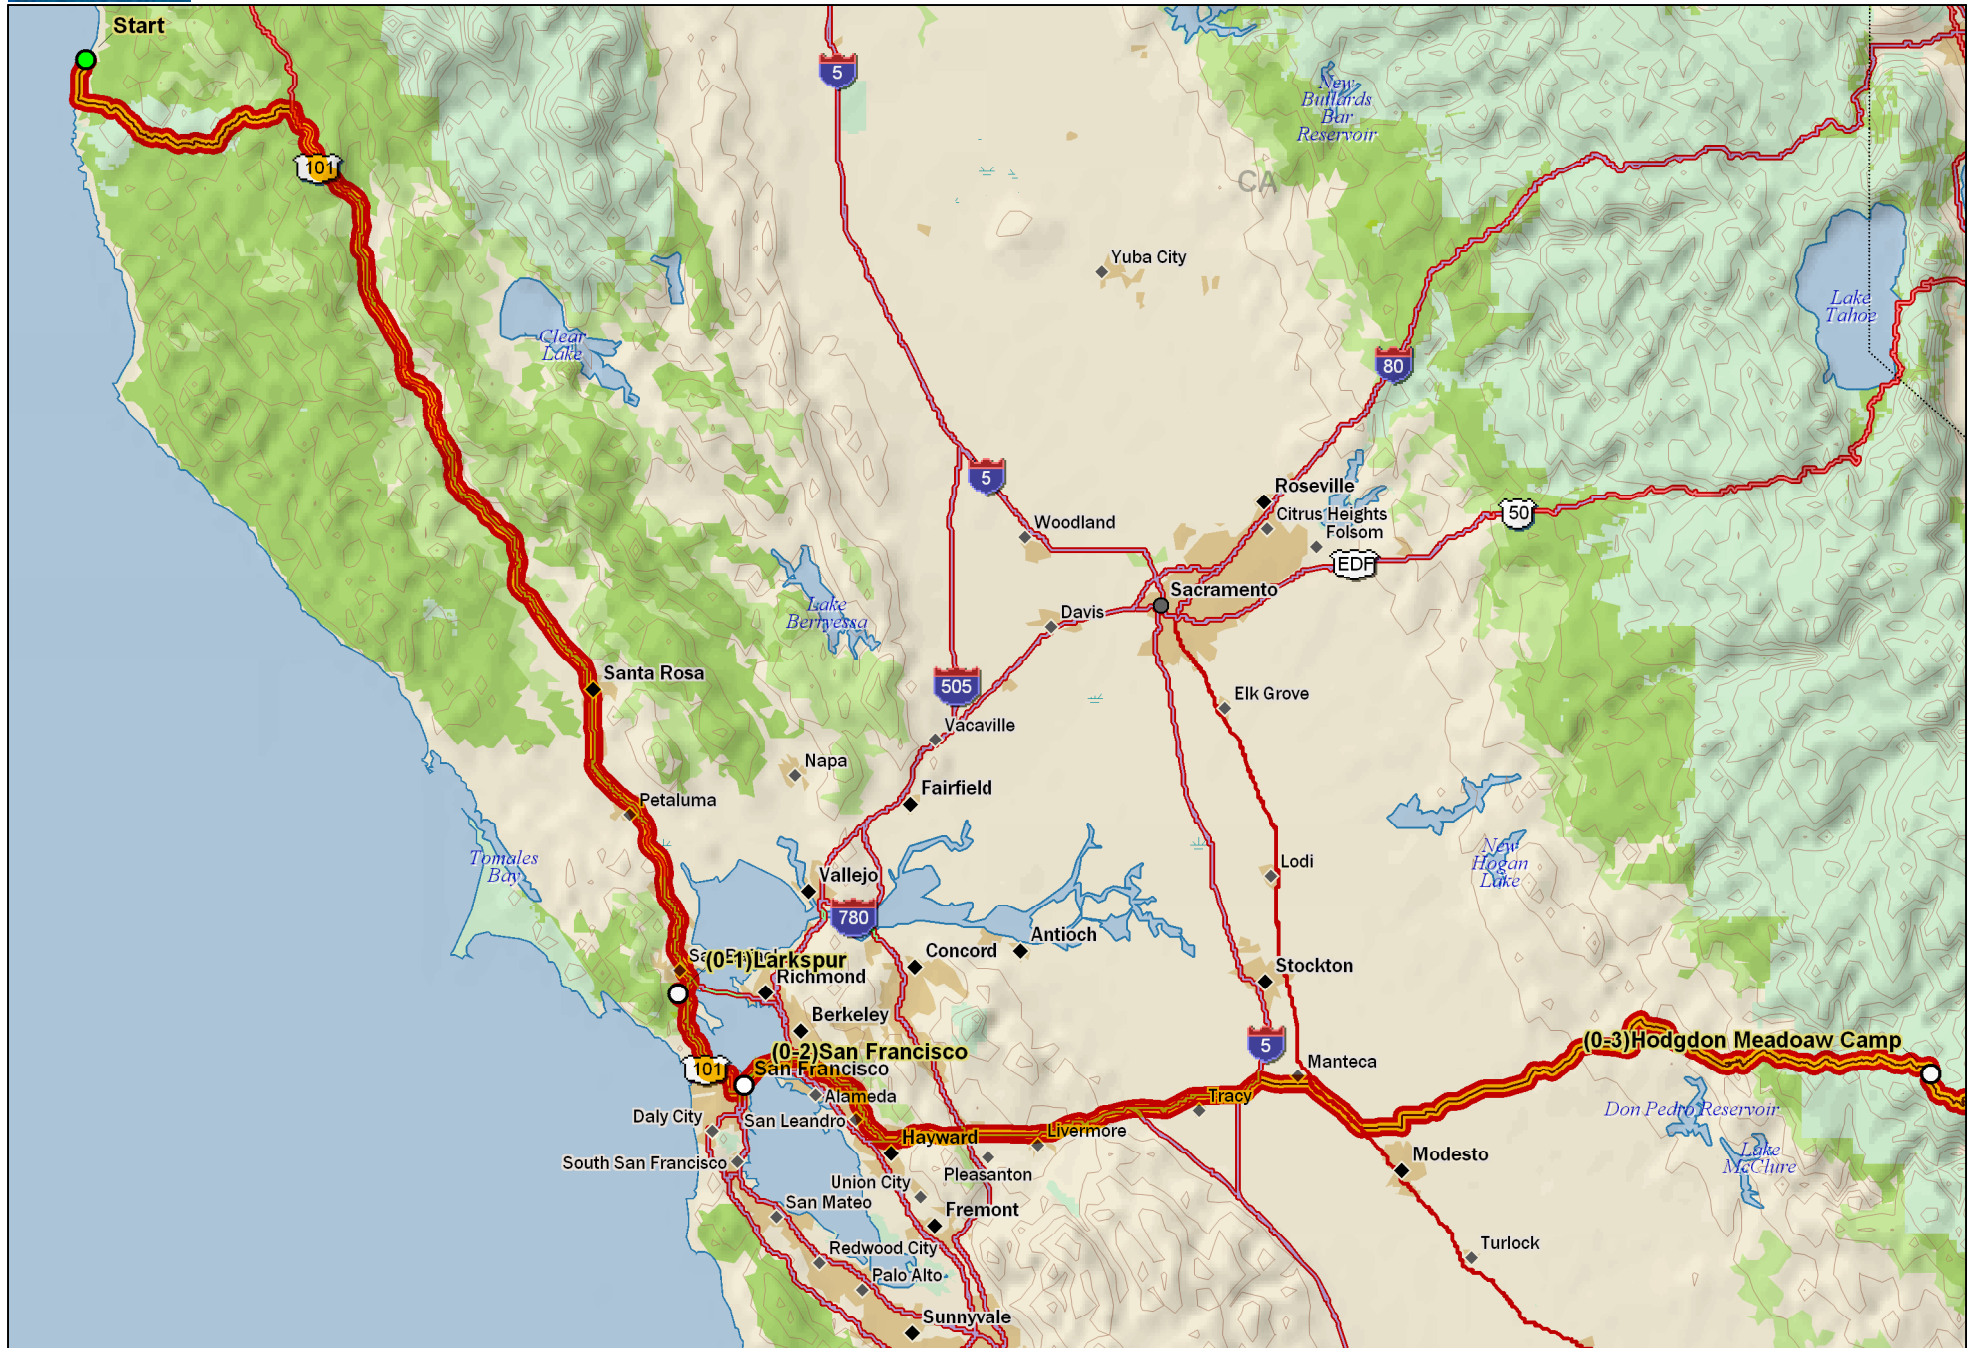 Start
5
New
Bullards
Bar
Reservoir
101
CA
Yuba City
Lake
Tahoe
Clear
Lake
80
5
Roseville
Woodland
Citrus Heights
50
Folsom
EDF
Sacramento
Lake
Berryessa
Davis
Santa Rosa
505
Elk Grove
Vacaville
Napa
Fairfield
Petaluma
Tomales
Bay
Lodi
New
Hogan
Lake
Vallejo
780
Antioch
Concord
(0-1)Larkspur
Richmond
Stockton
Berkeley
5
(0-2)San Francisco
(0-3)Hodgdon Meadoaw Camp
101
San Francisco
Manteca
Alameda
Tracy
Daly City
San Leandro
Don Pedro Reservoir
Hayward
Livermore
Modesto
South San Francisco
Pleasanton
Lake
McClure
Union City
San Mateo
Fremont
Redwood City
Turlock
Palo Alto
Sunnyvale